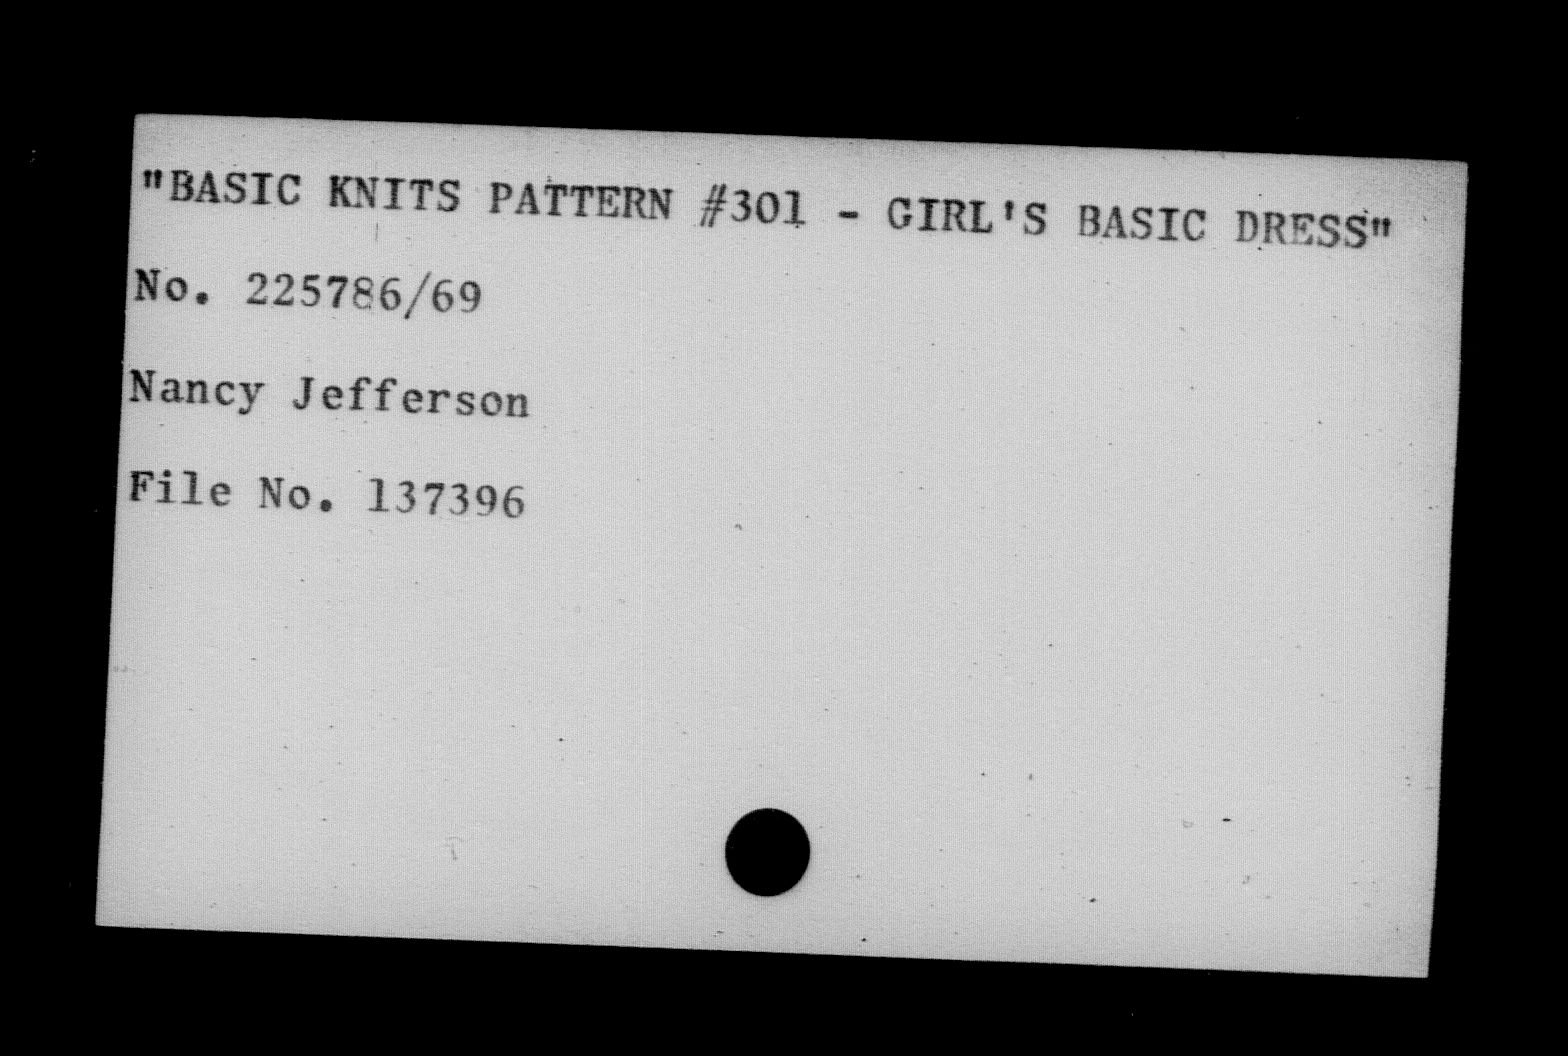 "BASIC KNITS PATTERN #301 - GIRL'S BASIC DRESS"
No. 225786/69
Nancy Jefferson
File No. 137396